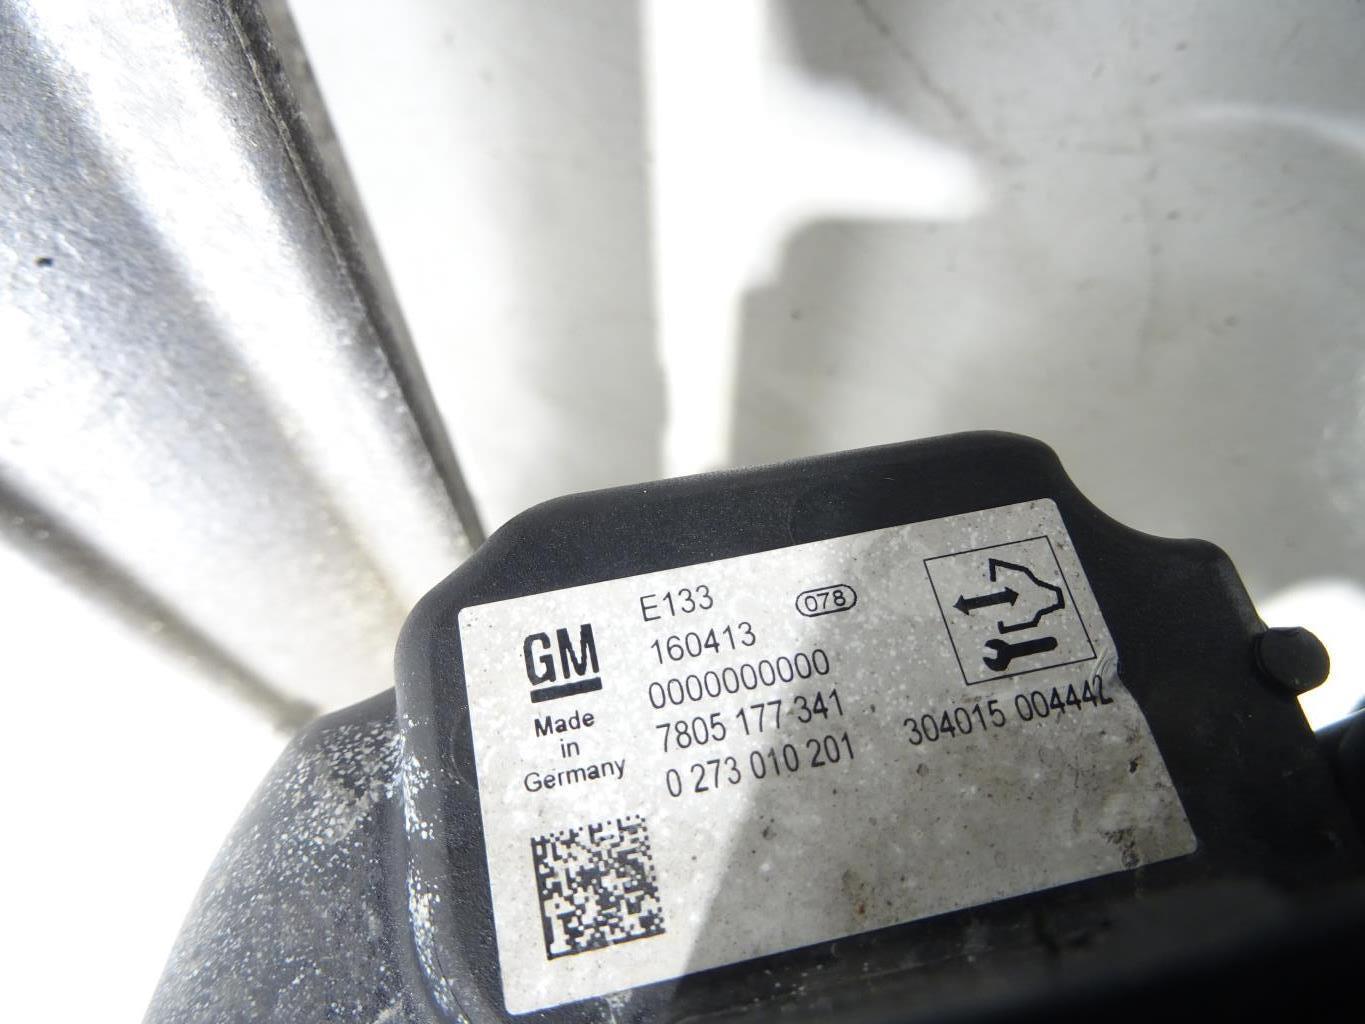 E133
078
GM
160413
0000000000
Made
in
Germany
7805 177 341
0 273 010 201
304015 004442